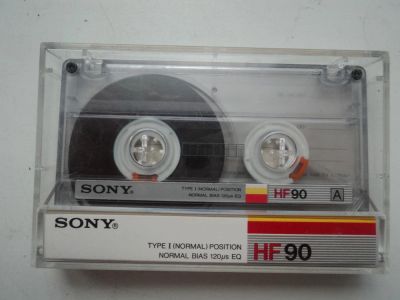 SONY®
TYPE I (NORMAL) POSITION
NORMAL BIAS 120µs EQ
HF 90
A
SONY®
TYPE I (NORMAL) POSITION
NORMAL BIAS 120µs EQ
HF 90